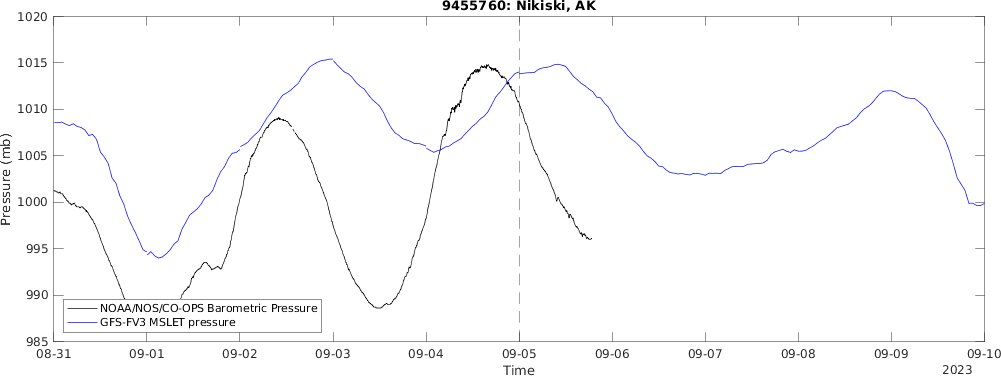 9455760: Nikiski, AK
Pressure (mb)
1020
1015
1010
1005
1000
995
990
985
NOAA/NOS/CO-OPS Barometric Pressure
GFS-FV3 MSLET pressure
08-31 09-01 09-02 09-03 09-04 09-05 09-06 09-07 09-08 09-09 09-10
Time
2023